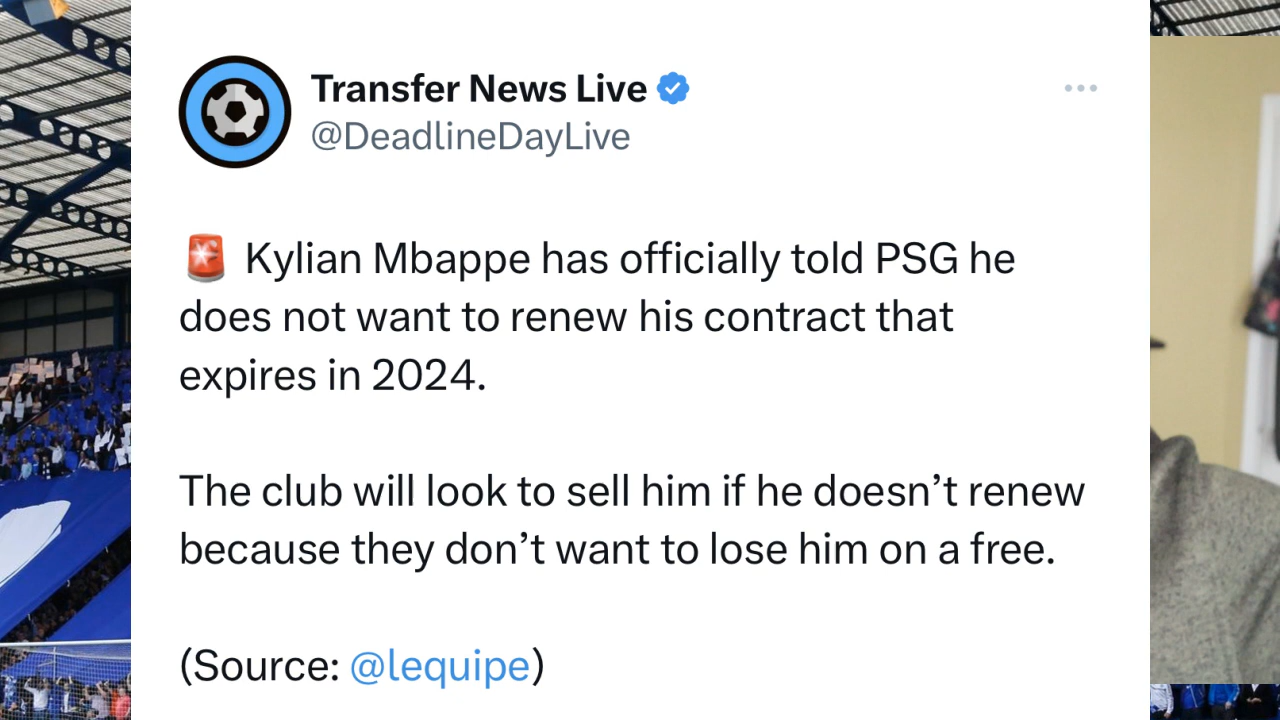 Transfer News Live
@DeadlineDayLive
🚨 Kylian Mbappe has officially told PSG he
does not want to renew his contract that
expires in 2024.
The club will look to sell him if he doesn’t renew
because they don’t want to lose him on a free.
(Source: @lequipe)